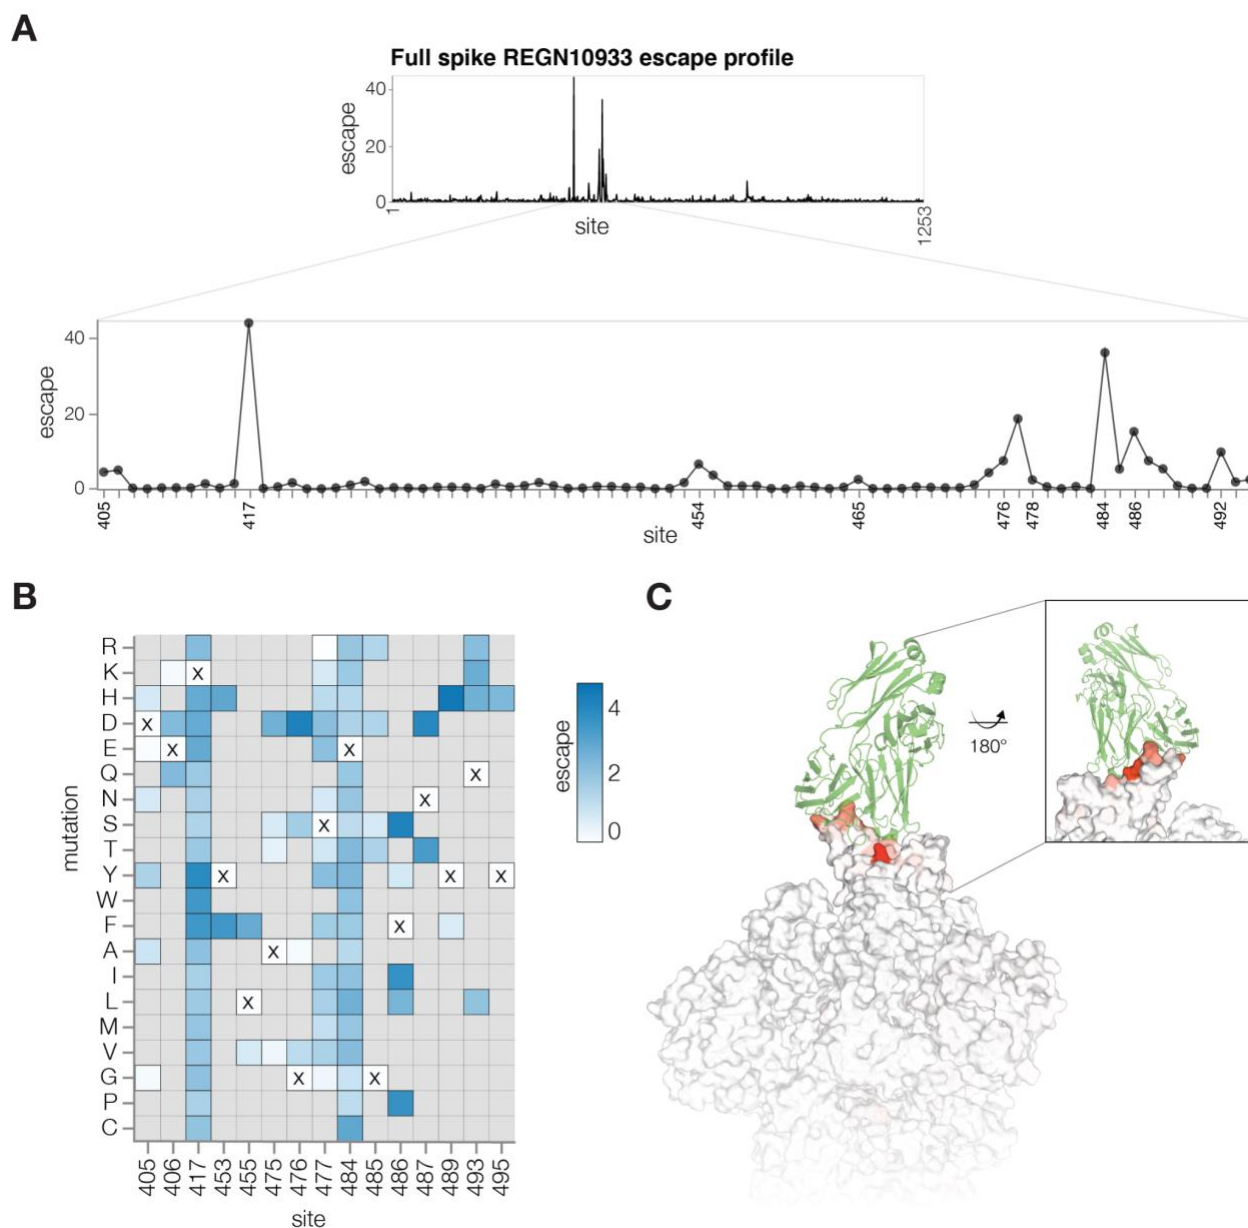 A
Full spike REGN10933 escape profile
escape
40
20
0
1
1253
site
escape
40
20
0
405
417
454
465
476
478
484
486
492
site
B
C
mutation
R
K X
H
D X
E X X
Q X
N X
S X
T
Y X X X
W
F X
A X
I
L X
M
V
G X X
P
C
405 406 417 453 455 475 476 477 484 485 486 487 489 493 495
site
escape
4
2
0
180°